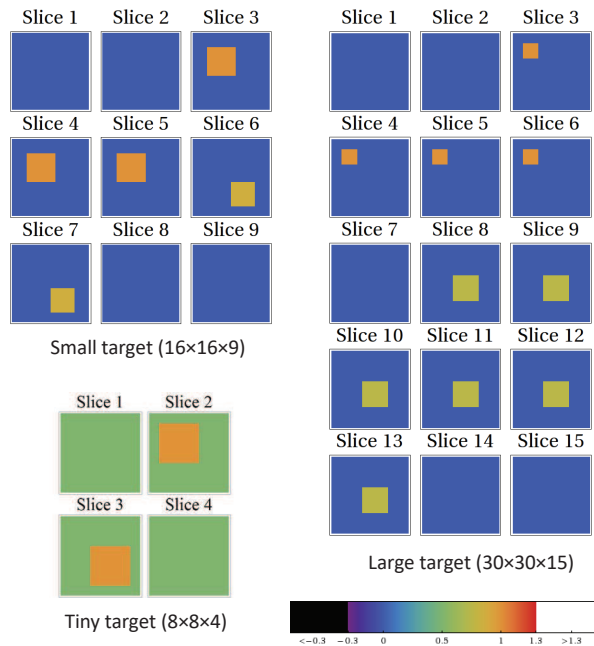 Slice 1 Slice 2 Slice 3
Slice 4 Slice 5 Slice 6
Slice 7 Slice 8 Slice 9
Small target (16×16×9)
Slice 1 Slice 2
Slice 3 Slice 4
Tiny target (8×8×4)
Slice 1 Slice 2 Slice 3
Slice 4 Slice 5 Slice 6
Slice 7 Slice 8 Slice 9
Slice 10 Slice 11 Slice 12
Slice 13 Slice 14 Slice 15
Large target (30×30×15)
<−0.3 −0.3 0 0.5 1 1.3 >1.3